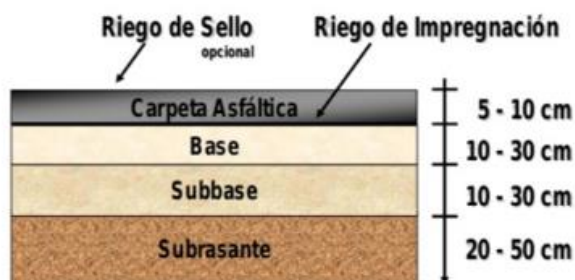 Riego de Sello
opcional
Riego de Impregnación
Carpeta Asfáltica
5 - 10 cm
Base
10 - 30 cm
Subbase
10 - 30 cm
Subrasante
20 - 50 cm